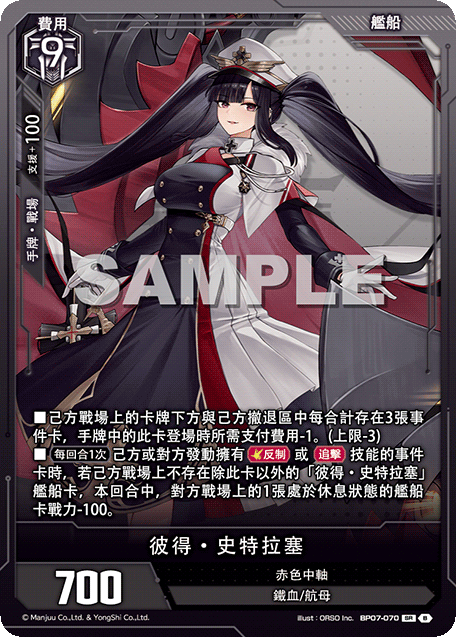 費用
9
艦船
支援+100
手牌・戰場
SAMPLE
■己方戰場上的卡牌下方與己方撤退區中每合計存在3張事
件卡，手牌中的此卡登場時所需支付費用-1。(上限-3)
■每回合1次 己方或對方發動擁有 反制 或 追擊 技能的事件
卡時，若己方戰場上不存在除此卡以外的「彼得・史特拉塞」
艦船卡，本回合中，對方戰場上的1張處於休息狀態的艦船
卡戰力-100。
彼得・史特拉塞
700
赤色中軸
鐵血/航母
© Manjuu Co.,Ltd. & YongShi Co.,Ltd.
illust : ORSO Inc. BP07-070 SR B